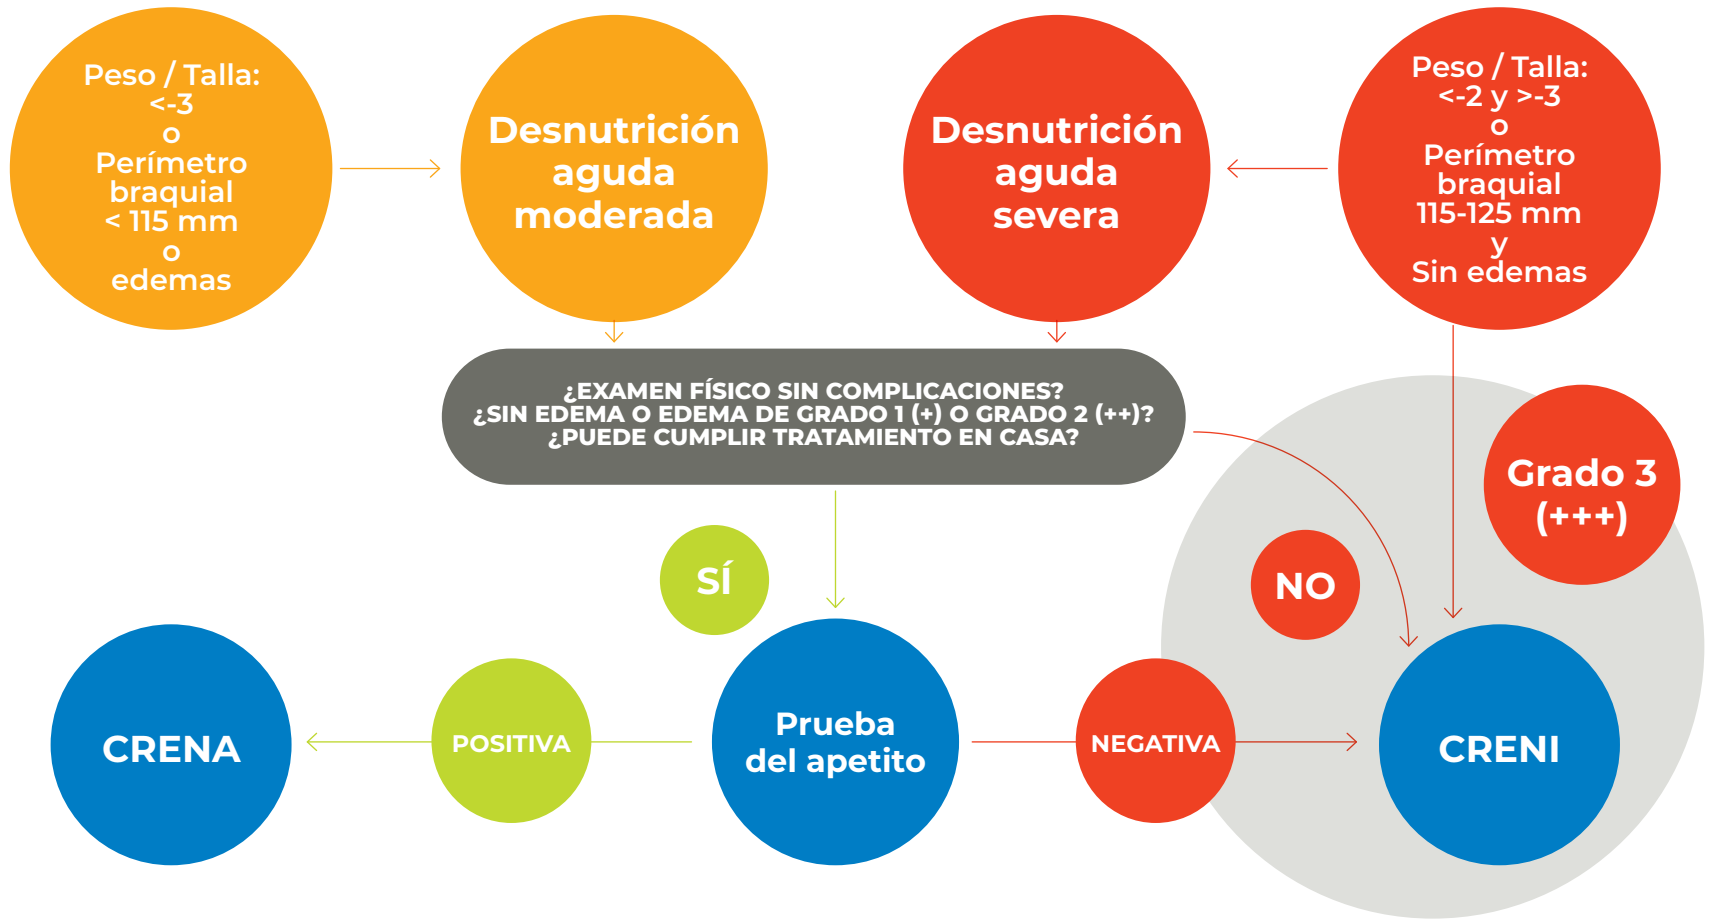 Peso / Talla:
<-3
o
Perímetro
braquial
< 115 mm
o
edemas
Desnutrición
aguda
moderada
Desnutrición
aguda
severa
Peso / Talla:
<-2 y >-3
o
Perímetro
braquial
115-125 mm
y
Sin edemas
¿EXAMEN FÍSICO SIN COMPLICACIONES?
¿SIN EDEMA O EDEMA DE GRADO 1 (+) O GRADO 2 (++)?
¿PUEDE CUMPLIR TRATAMIENTO EN CASA?
Grado 3
(+++)
SÍ
NO
CRENA
POSITIVA
Prueba
del apetito
NEGATIVA
CRENI